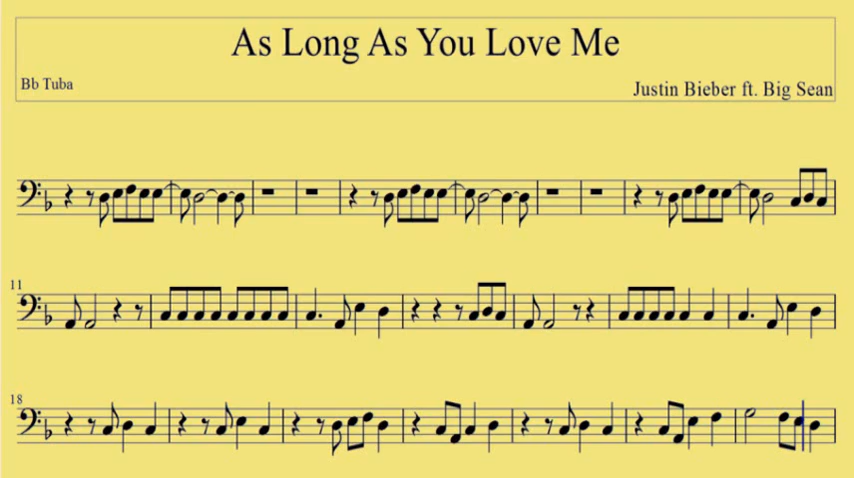 As Long As You Love Me
Bb Tuba
Justin Bieber ft. Big Sean
11
18